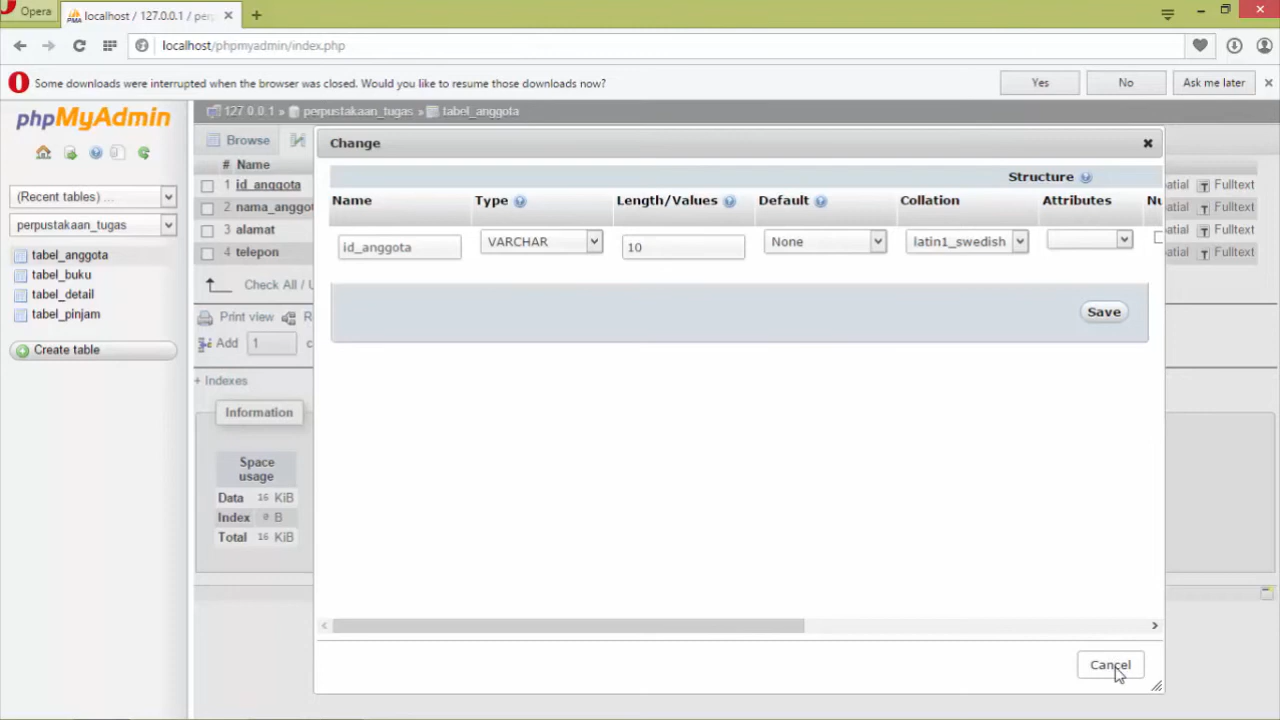 Opera
localhost / 127.0.0.1 / per
localhost/phpmyadmin/index.php
Some downloads were interrupted when the browser was closed. Would you like to resume those downloads now?
Yes
No
Ask me later
phpMyAdmin
(Recent tables) ...
perpustakaan_tugas
tabel_anggota
tabel_buku
tabel_detail
tabel_pinjam
Create table
127.0.0.1 » perpustakaan_tugas » tabel_anggota
Browse
# Name
1 id_anggota
2 nama_anggo
3 alamat
4 telepon
Check All / U
Print view
Add 1
+ Indexes
Information
Space
usage
Data 16 KiB
Index 0 B
Total 16 KiB
Change
Structure
Name Type Length/Values Default Collation Attributes Nu
id_anggota VARCHAR 10 None latin1_swedish
Save
Cancel
atial Fulltext
atial Fulltext
atial Fulltext
atial Fulltext